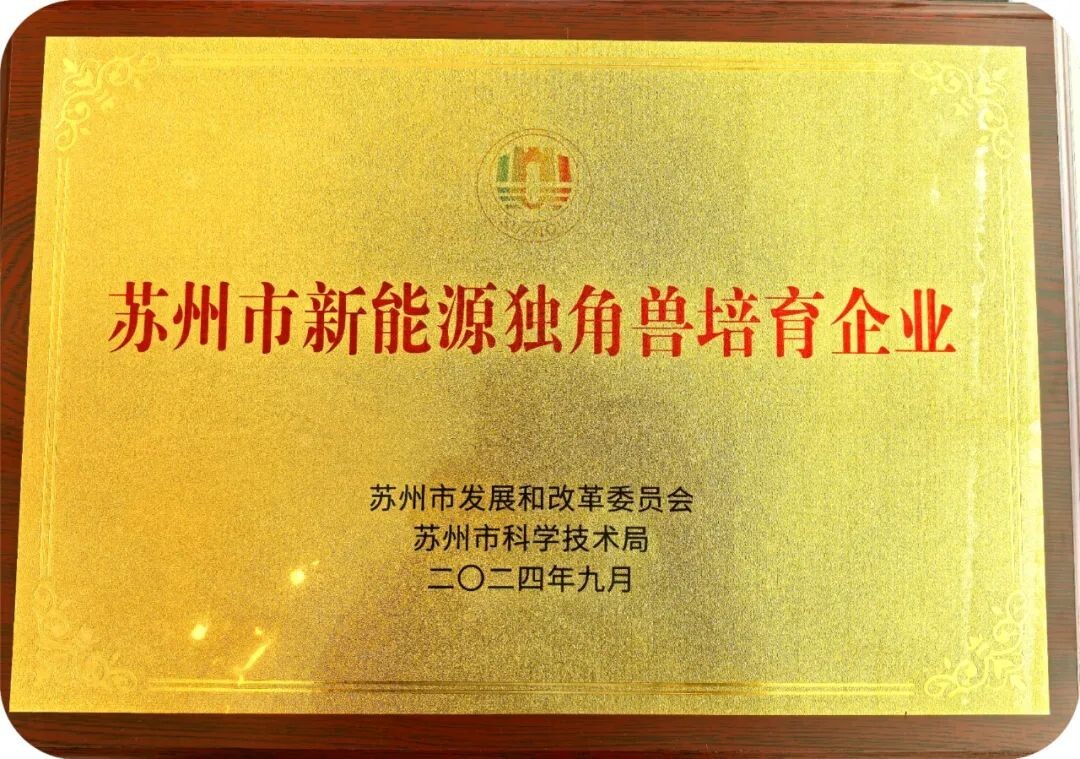 苏州市新能源独角兽培育企业
苏州市发展和改革委员会
苏州市科学技术局
二〇二四年九月